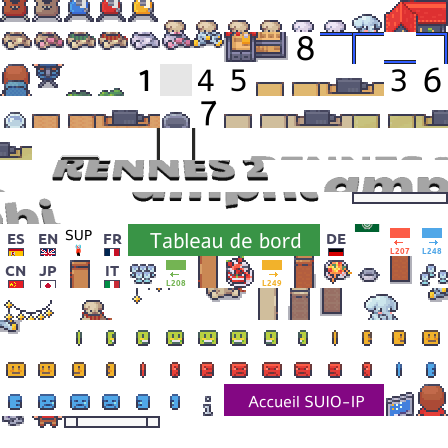 8
1 4 5 3 6
7
RENNES 2
amphi
ES EN SUP FR Tableau de bord DE ← L207 → L248
CN JP IT ← L208 ← L249
Accueil SUIO-IP